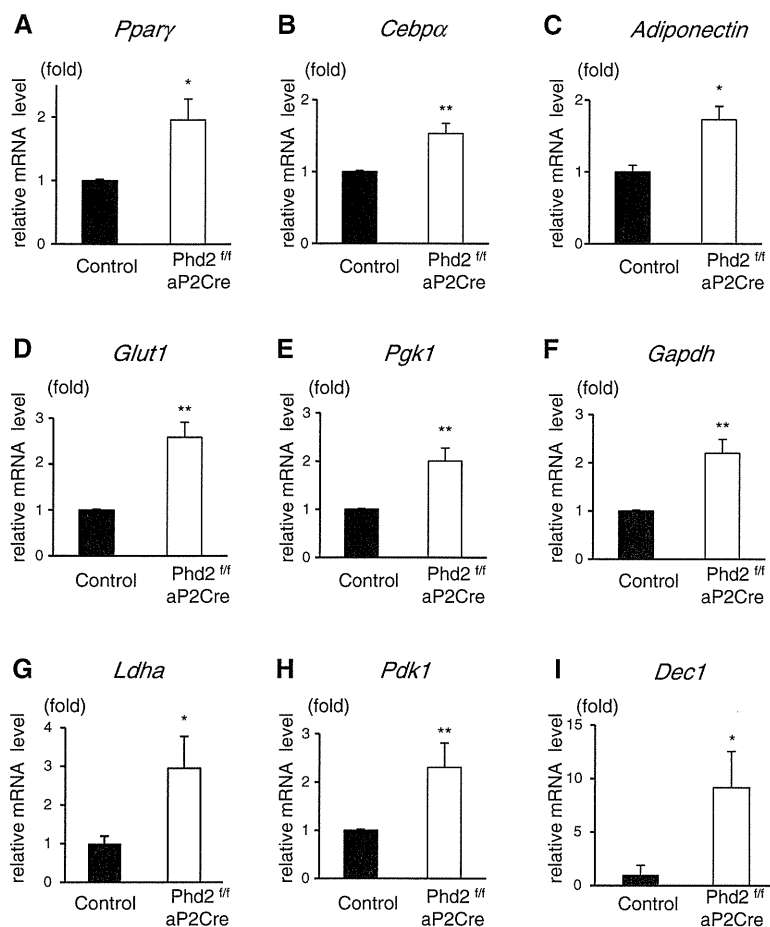 A Pparγ
(fold)
relative mRNA level
2
1
0
*
Control
Phd2 f/f
aP2Cre
B Cebpα
(fold)
relative mRNA level
2
1
0
**
Control
Phd2 f/f
aP2Cre
C Adiponectin
(fold)
relative mRNA level
2
1
0
*
Control
Phd2 f/f
aP2Cre
D Glut1
(fold)
relative mRNA level
3
2
1
0
**
Control
Phd2 f/f
aP2Cre
E Pgk1
(fold)
relative mRNA level
3
2
1
0
**
Control
Phd2 f/f
aP2Cre
F Gapdh
(fold)
relative mRNA level
3
2
1
0
**
Control
Phd2 f/f
aP2Cre
G Ldha
(fold)
relative mRNA level
4
3
2
1
0
*
Control
Phd2 f/f
aP2Cre
H Pdk1
(fold)
relative mRNA level
3
2
1
0
**
Control
Phd2 f/f
aP2Cre
I Dec1
(fold)
relative mRNA level
15
10
5
0
*
Control
Phd2 f/f
aP2Cre